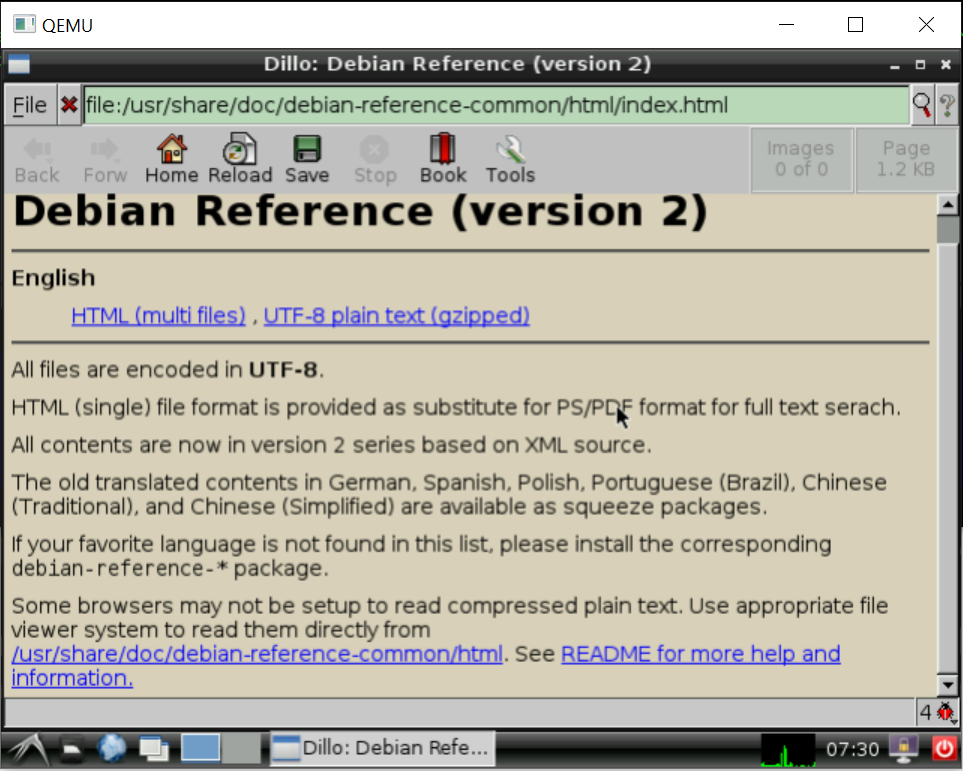 QEMU
Dillo: Debian Reference (version 2)
File
file:/usr/share/doc/debian-reference-common/html/index.html
Back Forw Home Reload Save Stop Book Tools
Images
0 of 0
Page
1.2 KB
Debian Reference (version 2)
English
HTML (multi files) , UTF-8 plain text (gzipped)
All files are encoded in UTF-8.
HTML (single) file format is provided as substitute for PS/PDF format for full text serach.
All contents are now in version 2 series based on XML source.
The old translated contents in German, Spanish, Polish, Portuguese (Brazil), Chinese
(Traditional), and Chinese (Simplified) are available as squeeze packages.
If your favorite language is not found in this list, please install the corresponding
debian-reference-* package.
Some browsers may not be setup to read compressed plain text. Use appropriate file
viewer system to read them directly from
/usr/share/doc/debian-reference-common/html. See README for more help and
information.
4
Dillo: Debian Refe...
07:30